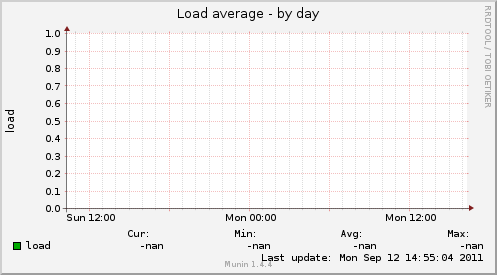 Load average - by day
RRDTOOL / TOBI OETIKER
load
1.0
0.9
0.8
0.7
0.6
0.5
0.4
0.3
0.2
0.1
0.0
Sun 12:00 Mon 00:00 Mon 12:00
Cur: Min: Avg: Max:
load -nan -nan -nan -nan
Last update: Mon Sep 12 14:55:04 2011
Munin 1.4.4